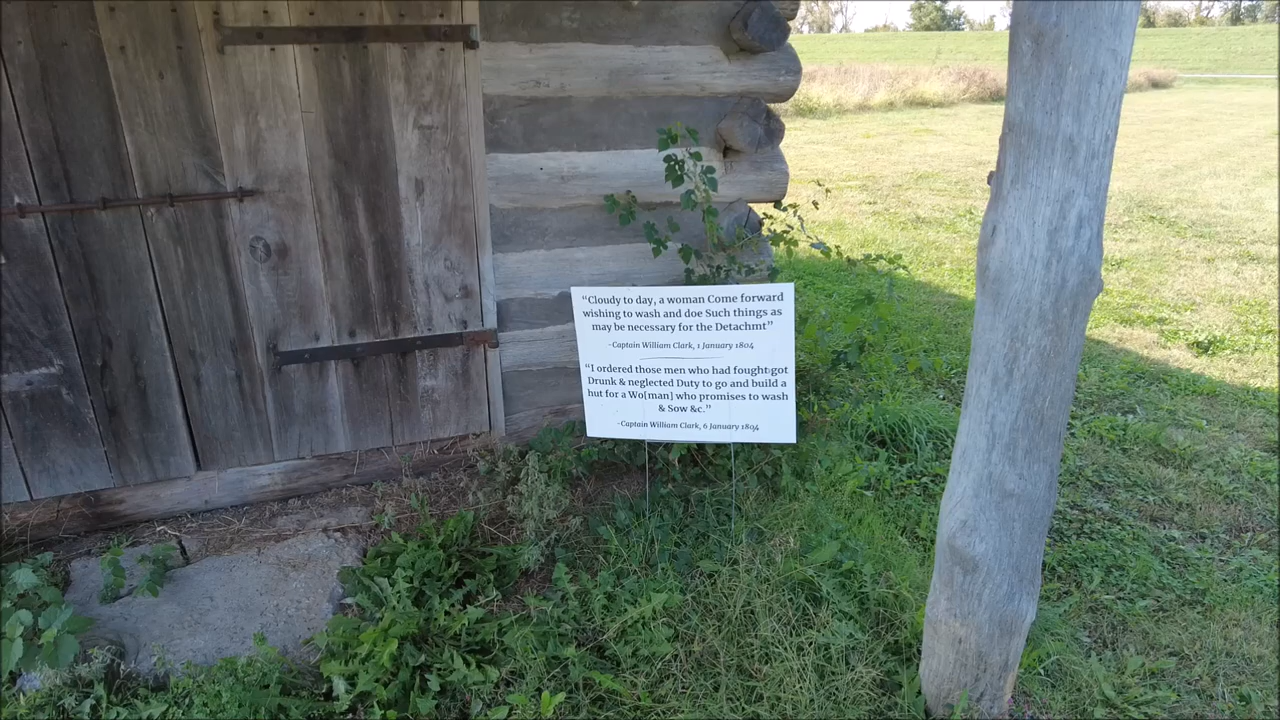 “Cloudy to day, a woman Come forward
wishing to wash and doe Such things as
may be necessary for the Detachmt”
-Captain William Clark, 1 January 1804
“I ordered those men who had fought got
Drunk & neglected Duty to go and build a
hut for a Wo[man] who promises to wash
& Sow &c.”
-Captain William Clark, 6 January 1804